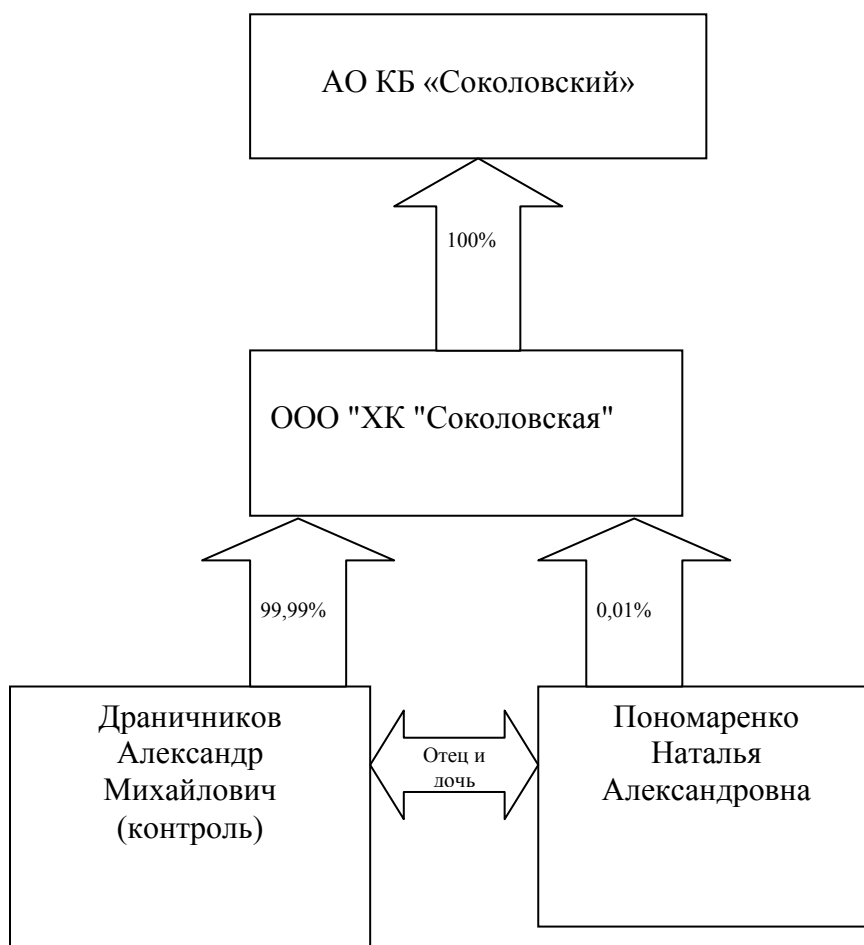 АО КБ «Соколовский»
100%
ООО "ХК "Соколовская"
99,99%
0,01%
Драничников
Александр
Михайлович
(контроль)
Отец и
дочь
Пономаренко
Наталья
Александровна